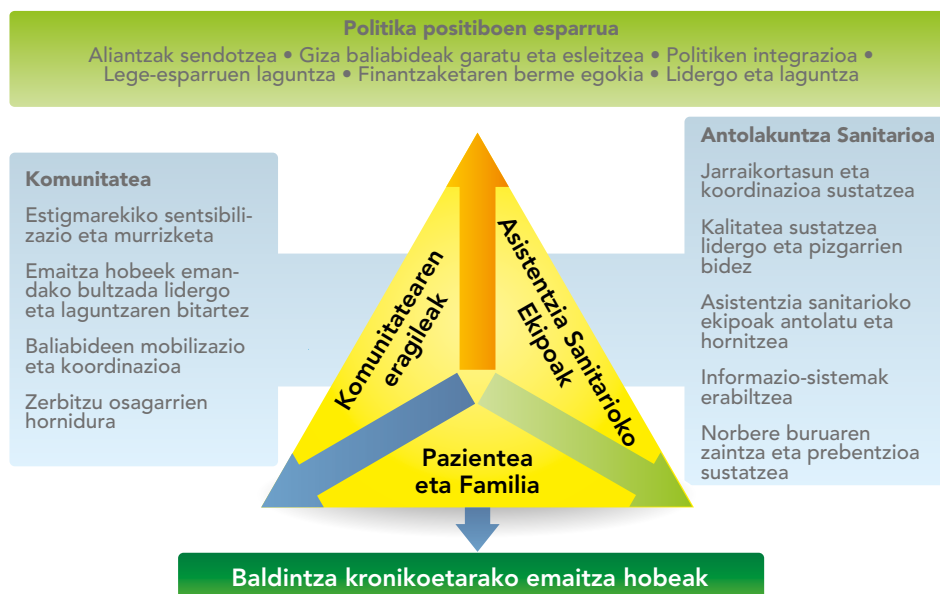 Politika positiboen esparrua
Aliantzak sendotzea • Giza baliabideak garatu eta esleitzea • Politiken integrazioa •
Lege-esparruen laguntza • Finantzaketaren berme egokia • Lidergo eta laguntza
Komunitatea
Estigmarekiko sentsibili-
zazio eta murrizketa
Emaitza hobeek eman-
dako bultzada lidergo
eta laguntzaren bitartez
Baliabideen mobilizazio
eta koordinazioa
Zerbitzu osagarrien
hornidura
Komunitatearen
eragileak
Asistentzia Sanitarioko
Ekipoak
Pazientea
eta Familia
Antolakuntza Sanitarioa
Jarraikortasun eta
koordinazioa sustatzea
Kalitatea sustatzea
lidergo eta pizgarrien
bidez
Asistentzia sanitarioko
ekipoak antolatu eta
hornitzea
Informazio-sistemak
erabiltzea
Norbere buruaren
zaintza eta prebentzioa
sustatzea
Baldintza kronikoetarako emaitza hobeak